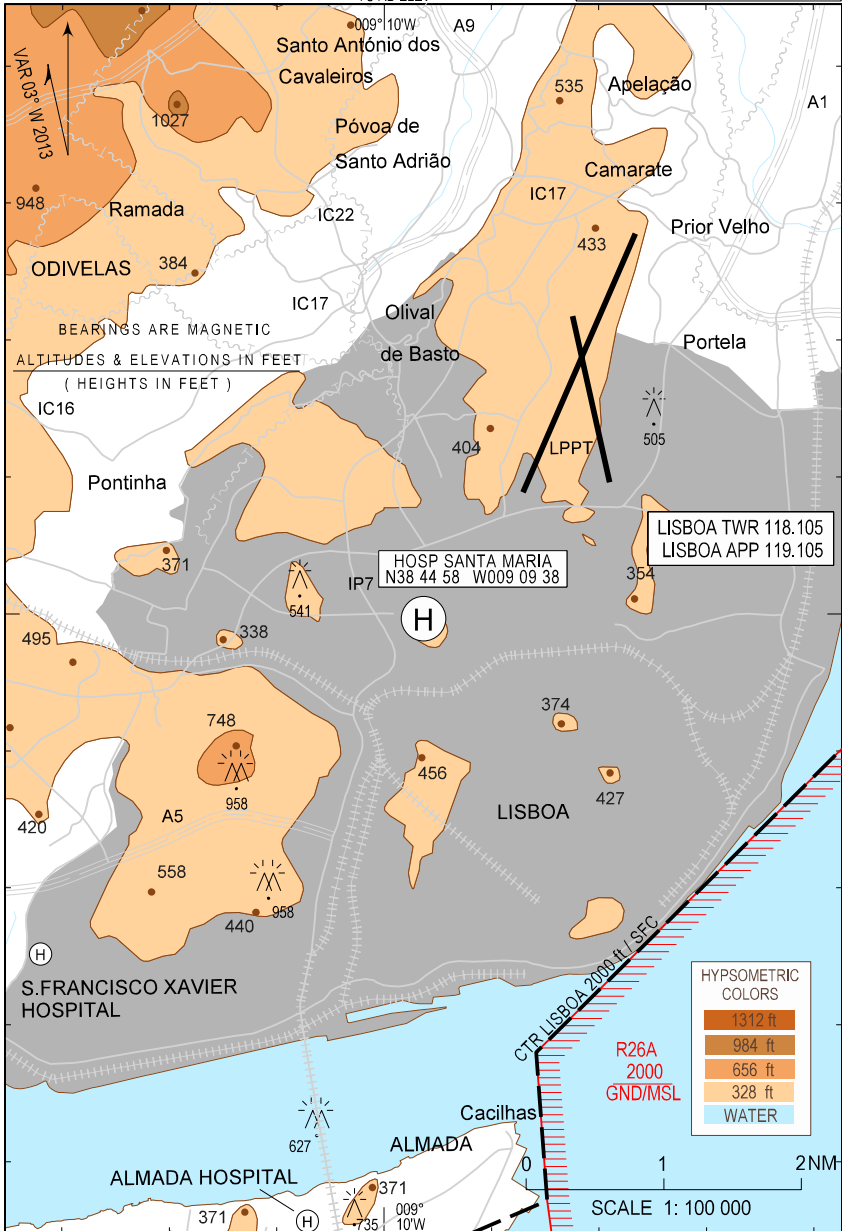 009° 10'W
A9
Santo António dos
Cavaleiros
VAR 03° W 2013
1027
535
Apelação
A1
Póvoa de
Santo Adrião
Camarate
948
Ramada
IC22
IC17
Prior Velho
433
ODIVELAS
384
IC17
Olival
de Basto
BEARINGS ARE MAGNETIC
ALTITUDES & ELEVATIONS IN FEET
( HEIGHTS IN FEET )
Portela
IC16
505
404
LPPT
Pontinha
LISBOA TWR 118.105
LISBOA APP 119.105
371
HOSP SANTA MARIA
N38 44 58 W009 09 38
IP7
541
354
H
495
338
374
748
456
427
958
LISBOA
A5
420
558
958
440
H
S.FRANCISCO XAVIER
HOSPITAL
CTR LISBOA 2000 ft / SFC
HYPSOMETRIC
COLORS
1312 ft
984 ft
656 ft
328 ft
WATER
R26A
2000
GND/MSL
Cacilhas
627
ALMADA
ALMADA HOSPITAL
0 1 2NM
371
371
H
735
009°
10'W
SCALE 1: 100 000